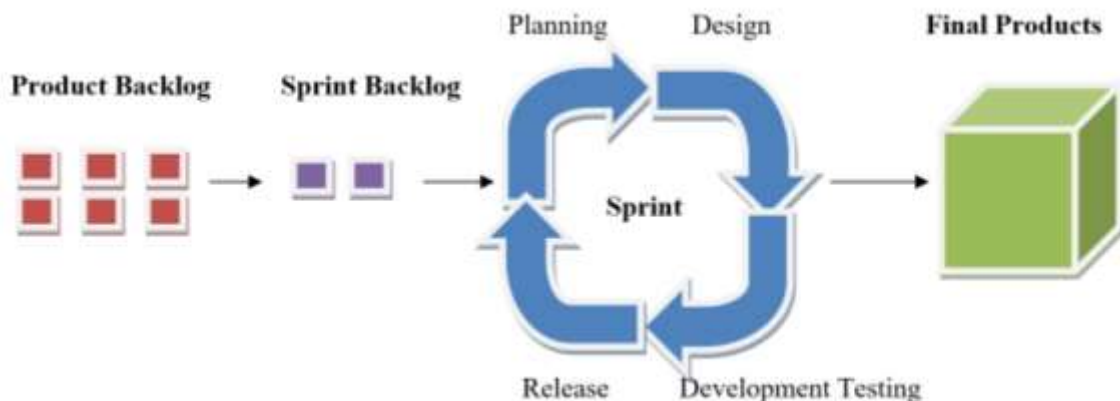 Planning
Design
Final Products
Product Backlog
Sprint Backlog
Sprint
Release
Development Testing